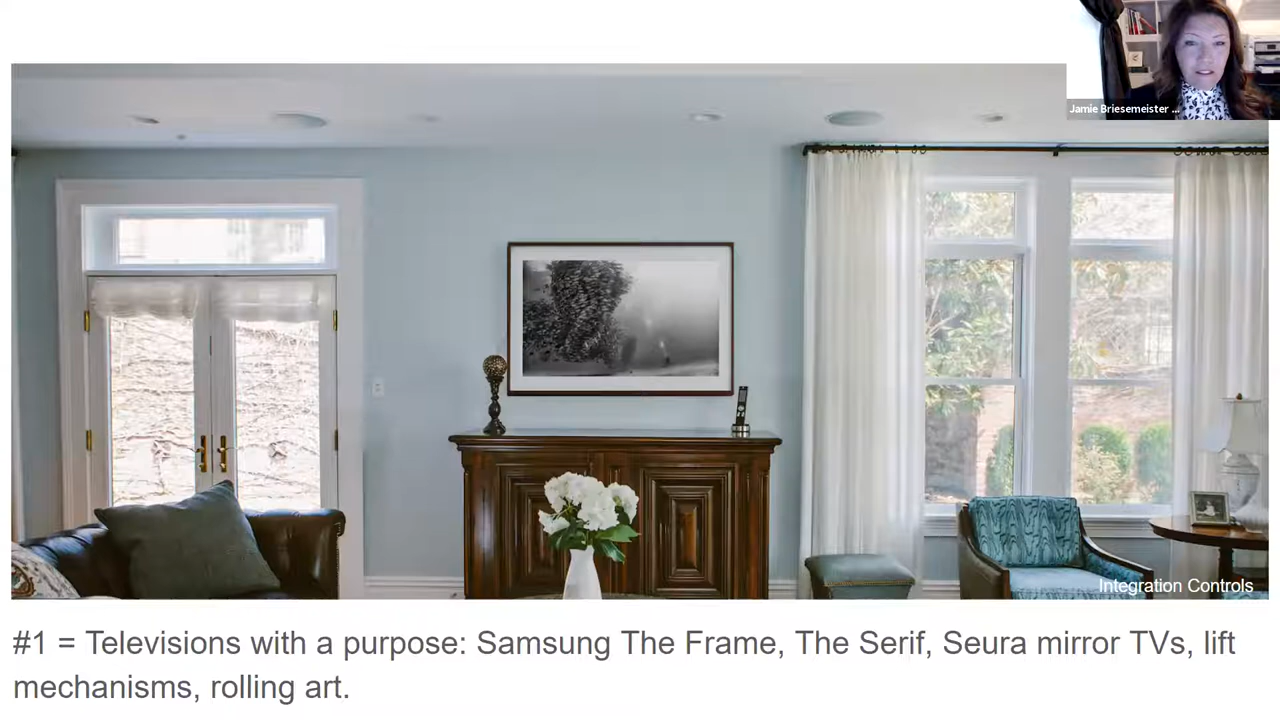 Jamie Briesemeister ...
Integration Controls
#1 = Televisions with a purpose: Samsung The Frame, The Serif, Seura mirror TVs, lift
mechanisms, rolling art.